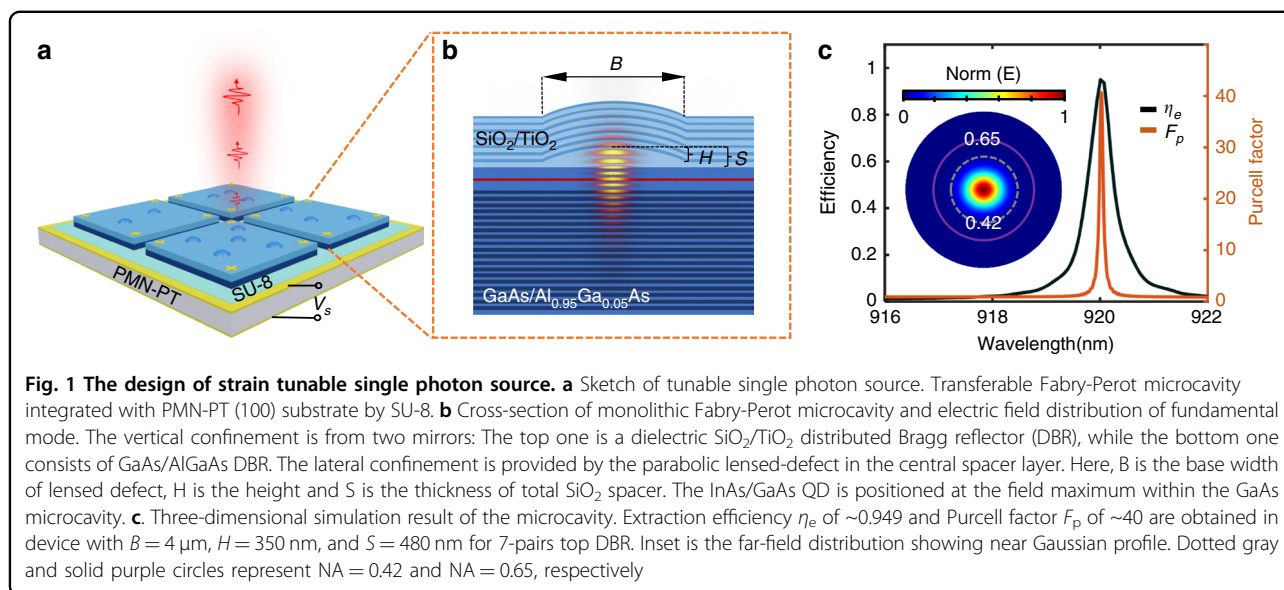 a
PMN-PT
SU-8
Vs
b
B
SiO2/TiO2
H
S
GaAs/Al0.95Ga0.05As
c
Norm (E)
0
1
ηe
Fp
0.65
0.42
Efficiency
1
0.8
0.6
0.4
0.2
0
916
918
920
922
Wavelength(nm)
40
30
20
10
0
Purcell factor
Fig. 1 The design of strain tunable single photon source. a Sketch of tunable single photon source. Transferable Fabry-Perot microcavity
integrated with PMN-PT (100) substrate by SU-8. b Cross-section of monolithic Fabry-Perot microcavity and electric field distribution of fundamental
mode. The vertical confinement is from two mirrors: The top one is a dielectric SiO2/TiO2 distributed Bragg reflector (DBR), while the bottom one
consists of GaAs/AlGaAs DBR. The lateral confinement is provided by the parabolic lensed-defect in the central spacer layer. Here, B is the base width
of lensed defect, H is the height and S is the thickness of total SiO2 spacer. The InAs/GaAs QD is positioned at the field maximum within the GaAs
microcavity. c. Three-dimensional simulation result of the microcavity. Extraction efficiency ηe of ~0.949 and Purcell factor Fp of ~40 are obtained in
device with B = 4 μm, H = 350 nm, and S = 480 nm for 7-pairs top DBR. Inset is the far-field distribution showing near Gaussian profile. Dotted gray
and solid purple circles represent NA = 0.42 and NA = 0.65, respectively